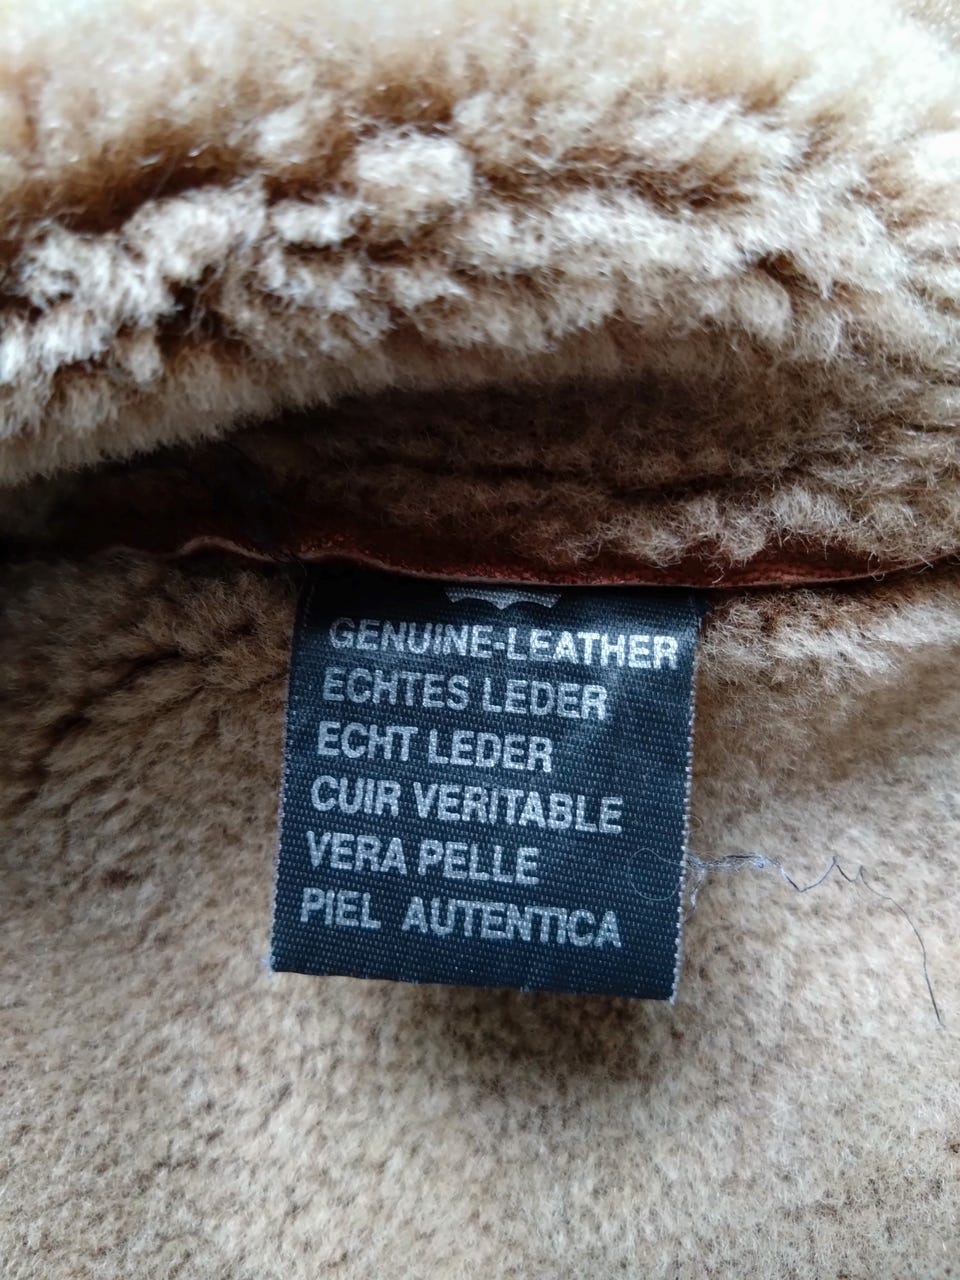 GENUINE-LEATHER
ECHTES LEDER
ECHT LEDER
CUIR VERITABLE
VERA PELLE
PIEL AUTENTICA